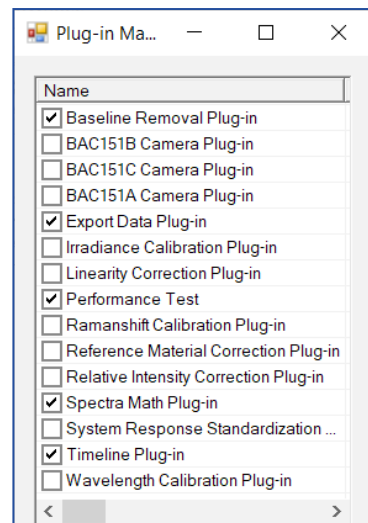 Plug-in Ma...
Name
Baseline Removal Plug-in
BAC151B Camera Plug-in
BAC151C Camera Plug-in
BAC151A Camera Plug-in
Export Data Plug-in
Irradiance Calibration Plug-in
Linearity Correction Plug-in
Performance Test
Ramanshift Calibration Plug-in
Reference Material Correction Plug-in
Relative Intensity Correction Plug-in
Spectra Math Plug-in
System Response Standardization ...
Timeline Plug-in
Wavelength Calibration Plug-in